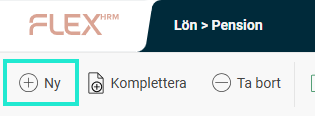 FLEX HRM
Lön > Pension
Ny Komplettera Ta bort